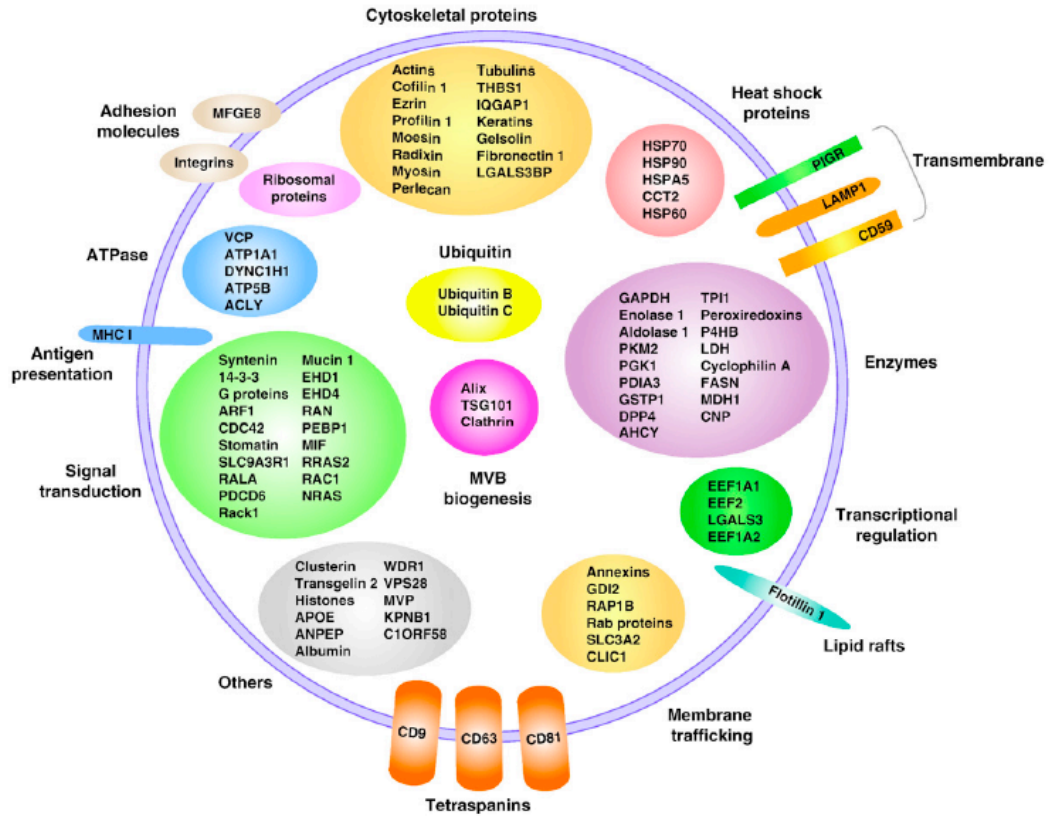 Cytoskeletal proteins
Actins
Cofilin 1
Ezrin
Profilin 1
Moesin
Radixin
Myosin
Perlecan
Tubulins
THBS1
IQGAP1
Keratins
Gelsolin
Fibronectin 1
LGALS3BP
Adhesion
molecules
MFGE8
Integrins
Ribosomal
proteins
Heat shock
proteins
HSP70
HSP90
HSPA5
CCT2
HSP60
PIGR
LAMP1
CD59
Transmembrane
ATPase
VCP
ATP1A1
DYNC1H1
ATP5B
ACLY
Ubiquitin
Ubiquitin B
Ubiquitin C
MHC I
Antigen
presentation
GAPDH
Enolase 1
Aldolase 1
PKM2
PGK1
PDIA3
GSTP1
DPP4
AHCY
TPI1
Peroxiredoxins
P4HB
LDH
Cyclophilin A
FASN
MDH1
CNP
Enzymes
Syntenin
14-3-3
G proteins
ARF1
CDC42
Stomatin
SLC9A3R1
RALA
PDCD6
Rack1
Mucin 1
EHD1
EHD4
RAN
PEBP1
MIF
RRAS2
RAC1
NRAS
Signal
transduction
Alix
TSG101
Clathrin
MVB
biogenesis
EEF1A1
EEF2
LGALS3
EEF1A2
Transcriptional
regulation
Flotillin 1
Lipid rafts
Clusterin
Transgelin 2
Histones
APOE
ANPEP
Albumin
WDR1
VPS28
MVP
KPNB1
C1ORF58
Others
Annexins
GDI2
RAP1B
Rab proteins
SLC3A2
CLIC1
Membrane
trafficking
CD9
CD63
CD81
Tetraspanins